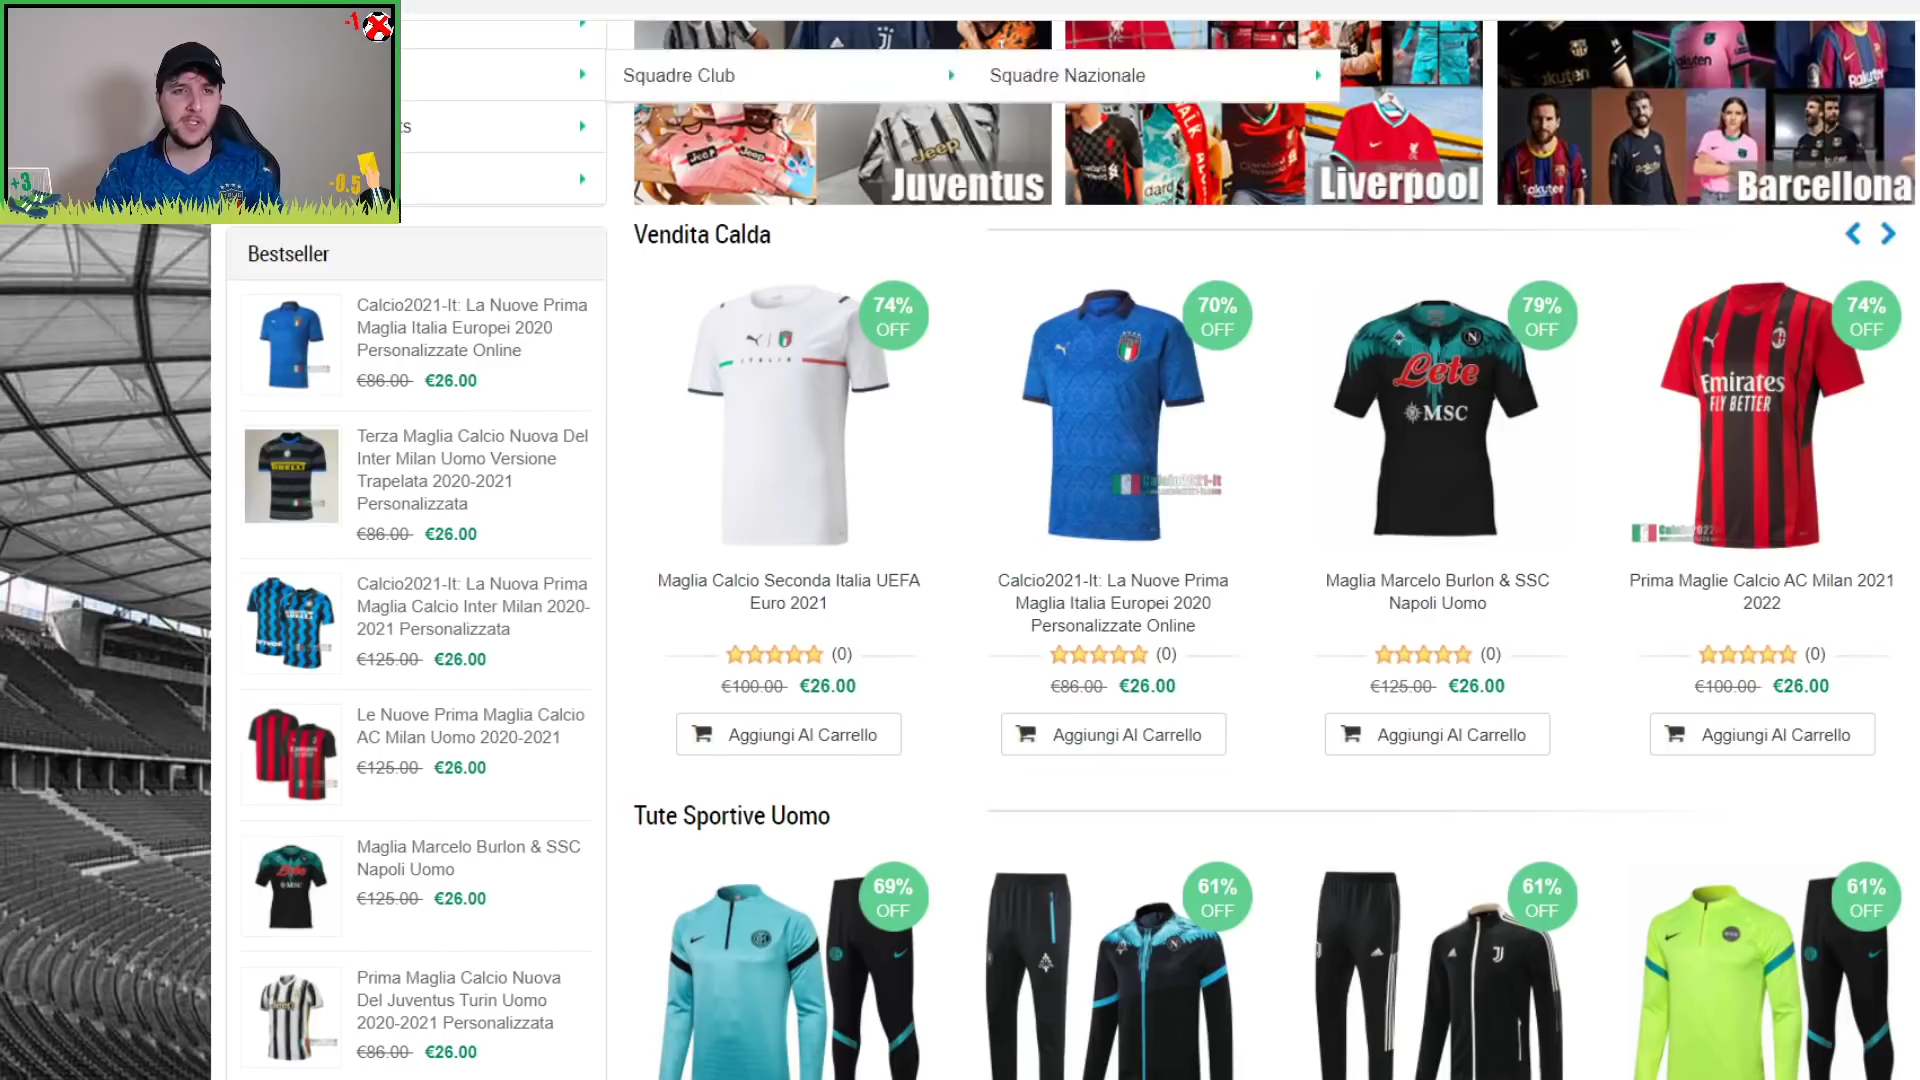 -1
+3
-0.5
ts
Squadre Club
Squadre Nazionale
Jeep
Jeep
Juventus
Liverpool
Rakuten
Barcellona
Bestseller
Calcio2021-It: La Nuove Prima
Maglia Italia Europei 2020
Personalizzate Online
€86.00 €26.00
Terza Maglia Calcio Nuova Del
Inter Milan Uomo Versione
Trapelata 2020-2021
Personalizzata
€86.00 €26.00
Calcio2021-It: La Nuova Prima
Maglia Calcio Inter Milan 2020-
2021 Personalizzata
€125.00 €26.00
Le Nuove Prima Maglia Calcio
AC Milan Uomo 2020-2021
€125.00 €26.00
Maglia Marcelo Burlon & SSC
Napoli Uomo
€125.00 €26.00
Prima Maglia Calcio Nuova
Del Juventus Turin Uomo
2020-2021 Personalizzata
€86.00 €26.00
Vendita Calda
74%
OFF
ITALIA
Maglia Calcio Seconda Italia UEFA
Euro 2021
(0)
€100.00 €26.00
Aggiungi Al Carrello
70%
OFF
Calcio2021-It
Calcio2021-It: La Nuove Prima
Maglia Italia Europei 2020
Personalizzate Online
(0)
€86.00 €26.00
Aggiungi Al Carrello
79%
OFF
Lete
MSC
Maglia Marcelo Burlon & SSC
Napoli Uomo
(0)
€125.00 €26.00
Aggiungi Al Carrello
74%
OFF
Emirates
FLY BETTER
Prima Maglie Calcio AC Milan 2021
2022
(0)
€100.00 €26.00
Aggiungi Al Carrello
Tute Sportive Uomo
69%
OFF
61%
OFF
61%
OFF
61%
OFF